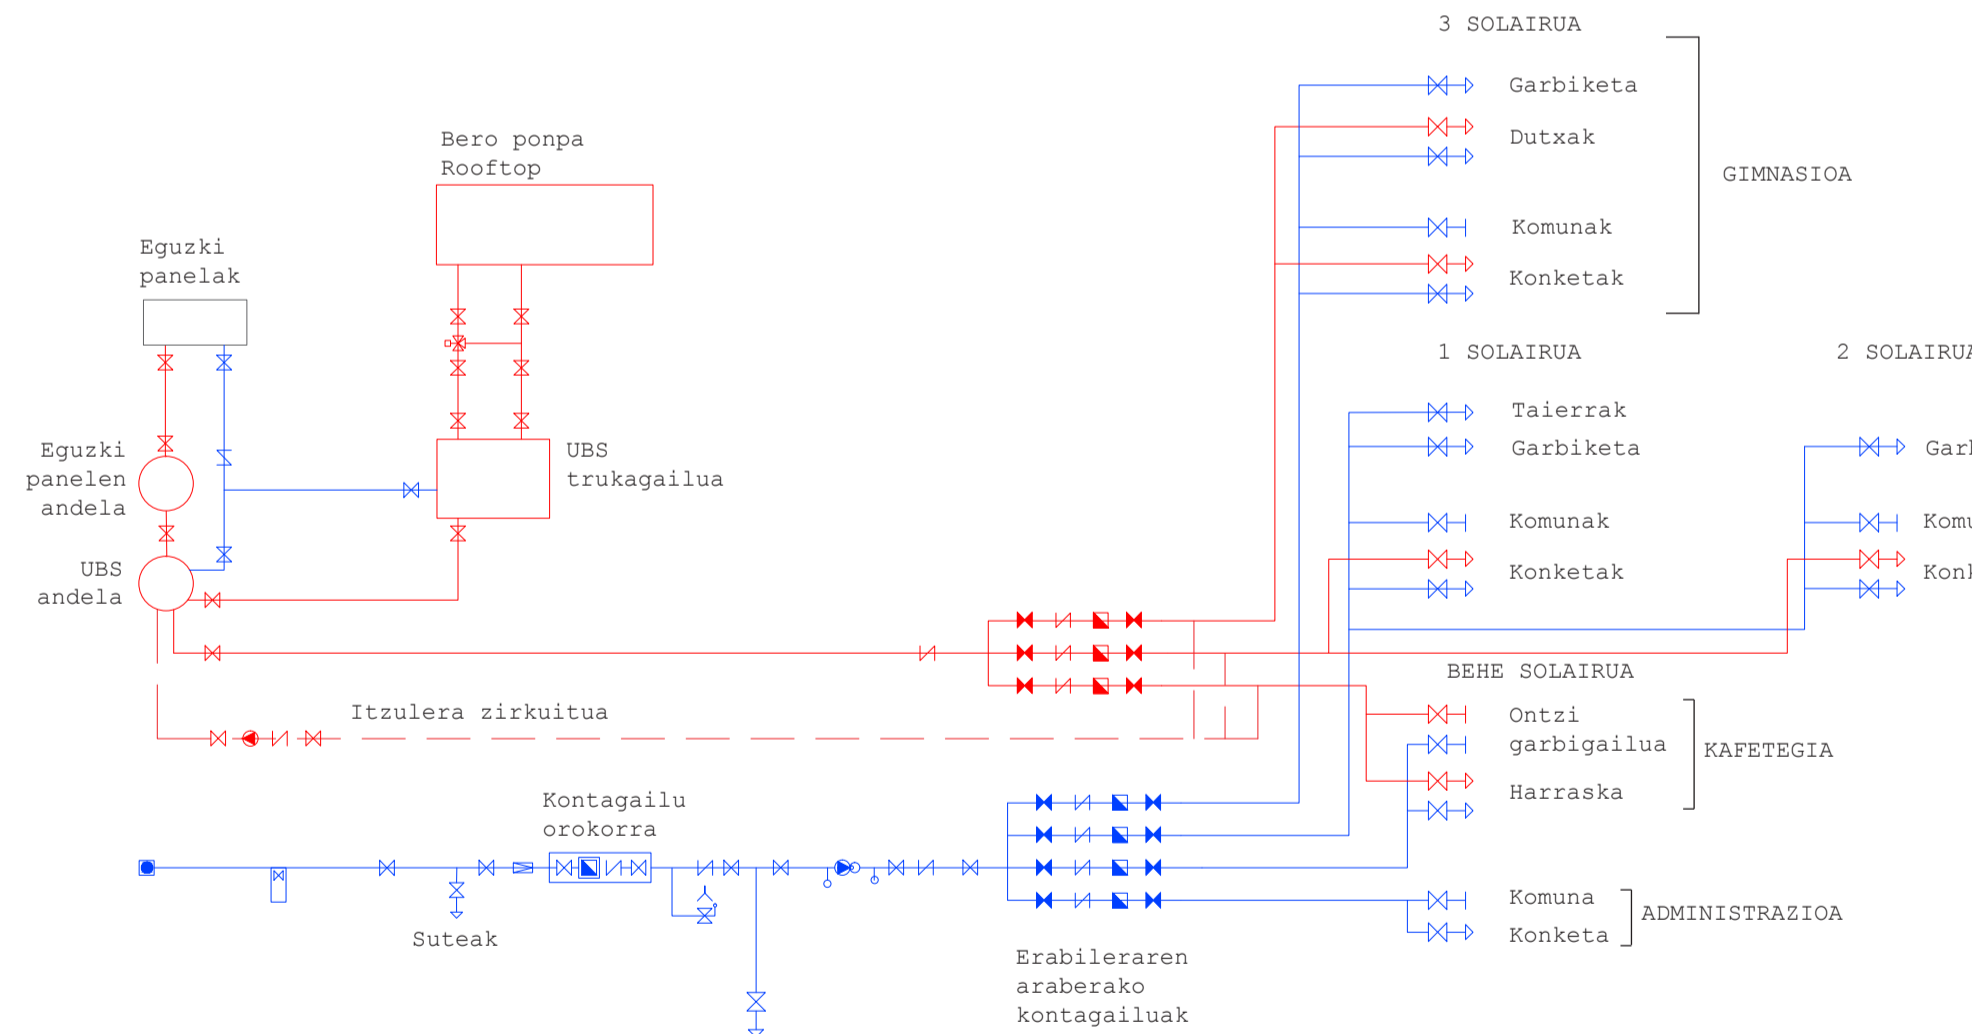 3 SOLAIRUA
Garbiketa
Dutxak
GIMNASIOA
Komunak
Konketak
Bero ponpa
Rooftop
Eguzki
panelak
1 SOLAIRUA
2 SOLAIRUA
Taierrak
Garbiketa
Komunak
Konketak
Eguzki
panelen
andela
UBS
trukagailua
UBS
andela
BEHE SOLAIRUA
Itzulera zirkuitua
Ontzi
garbigailua
KAFETEGIA
Harraska
Kontagailu
orokorra
Komuna
ADMINISTRAZIOA
Konketa
Suteak
Erabileraren
araberako
kontagailuak